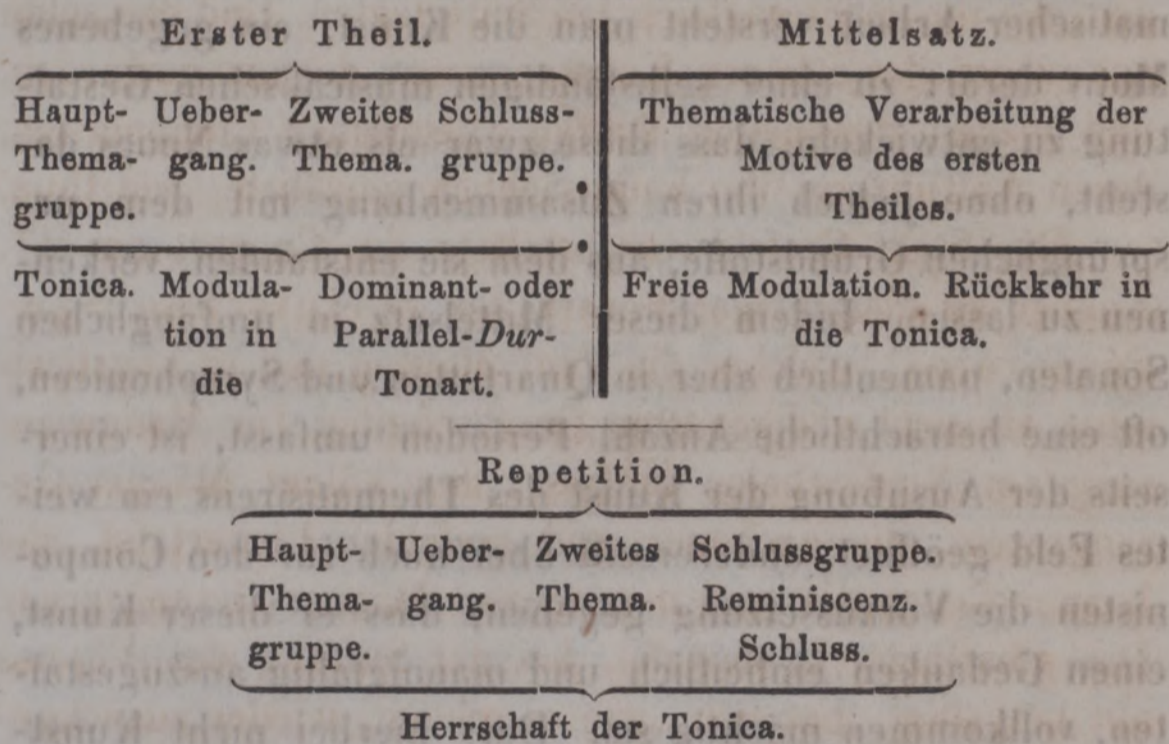 Erster Theil.
Haupt- Ueber- Zweites Schluss-
Thema- gang. Thema. gruppe.
gruppe.
Tonica. Modula- Dominant- oder
tion in Parallel-Dur-
die Tonart.
Mittelsatz.
Thematische Verarbeitung der
Motive des ersten
Theiles.
Freie Modulation. Rückkehr in
die Tonica.
Repetition.
Haupt- Ueber- Zweites Schlussgruppe.
Thema- gang. Thema. Reminiscenz.
gruppe. Schluss.
Herrschaft der Tonica.